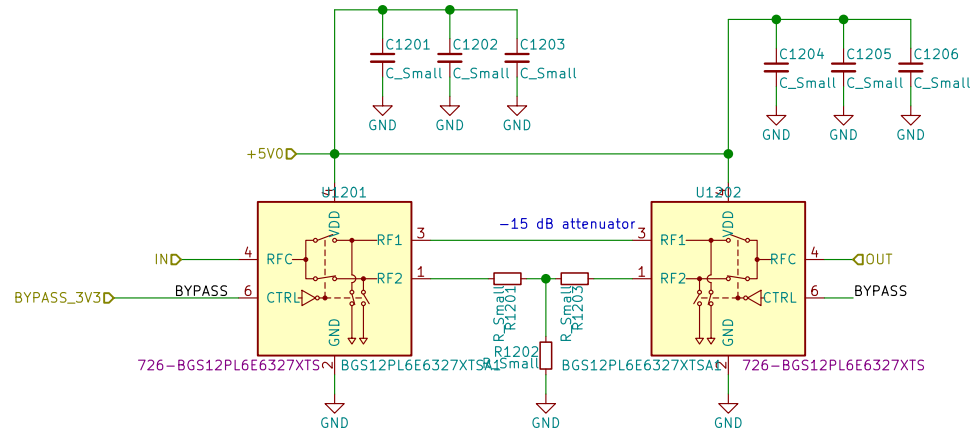 C1201
C_Small
GND
C1202
C_Small
GND
C1203
C_Small
GND
C1204
C_Small
GND
C1205
C_Small
GND
C1206
C_Small
GND
+5V0
U1201
VDD
RF1
3
4
RFC
RF2
1
6
CTRL
GND
2
726-BGS12PL6E6327XTS
BGS12PL6E6327XTSA1
GND
IN
BYPASS_3V3
BYPASS
-15 dB attenuator
R_Small
R1201
R_Small
R1203
R1202
R_Small
GND
U1202
VDD
3
RF1
RFC
4
1
RF2
CTRL
6
GND
2
BGS12PL6E6327XTSA1
726-BGS12PL6E6327XTS
GND
OUT
BYPASS